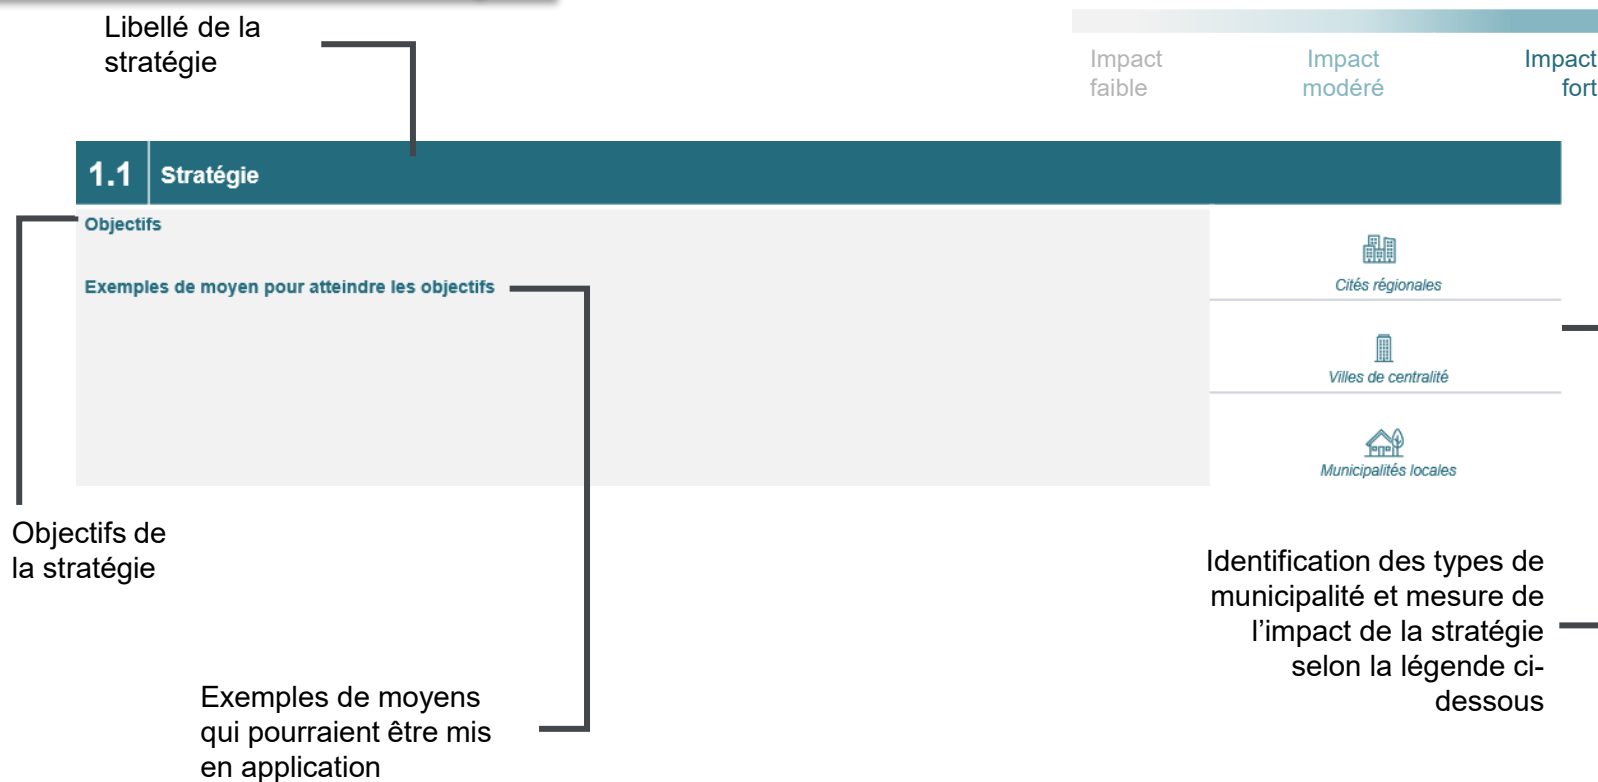 Libellé de la
stratégie
Impact
faible
Impact
modéré
Impact
fort
1.1 Stratégie
Objectifs
Exemples de moyen pour atteindre les objectifs
Cités régionales
Villes de centralité
Municipalités locales
Objectifs de
la stratégie
Identification des types de
municipalité et mesure de
l’impact de la stratégie
selon la légende ci-
dessous
Exemples de moyens
qui pourraient être mis
en application